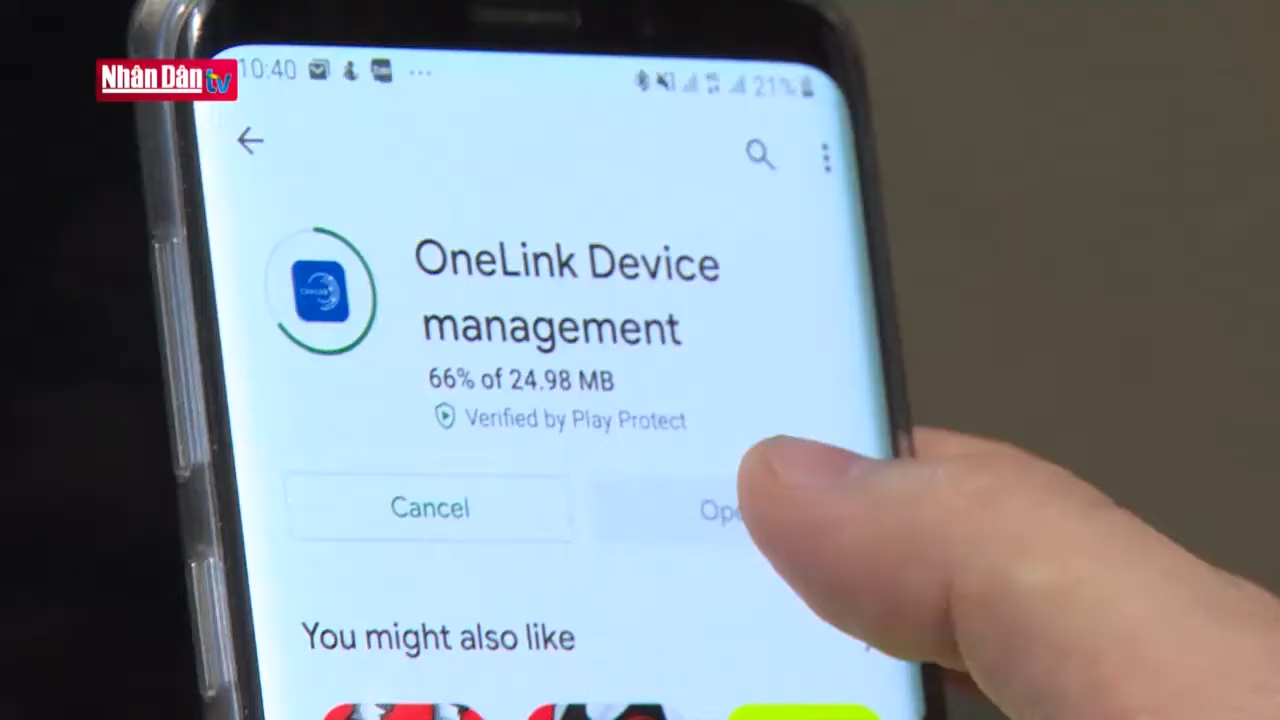 Nhân Dân tv
10:40
21%
OneLink Device
management
66% of 24.98 MB
Verified by Play Protect
Cancel
Ope
You might also like